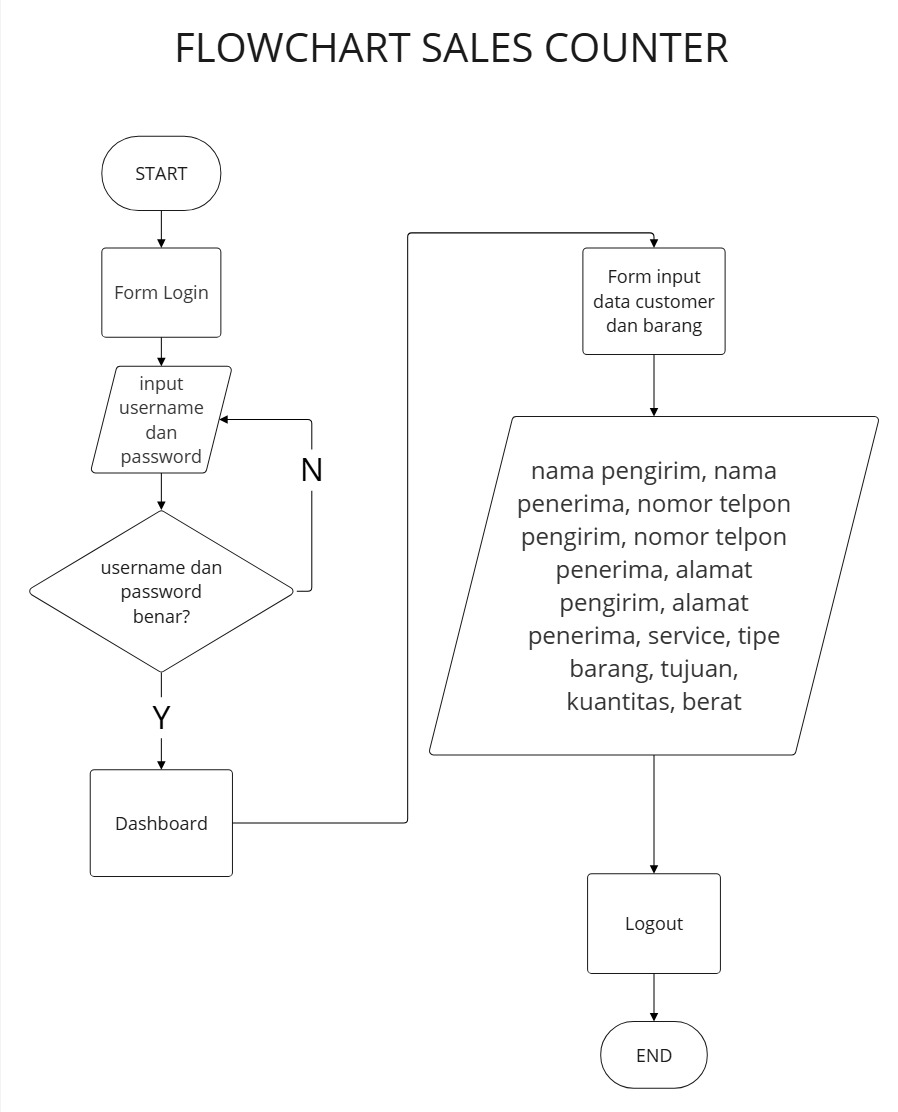 FLOWCHART SALES COUNTER
START
Form Login
input
username
dan
password
N
username dan
password
benar?
Y
Dashboard
Form input
data customer
dan barang
nama pengirim, nama
penerima, nomor telpon
pengirim, nomor telpon
penerima, alamat
pengirim, alamat
penerima, service, tipe
barang, tujuan,
kuantitas, berat
Logout
END